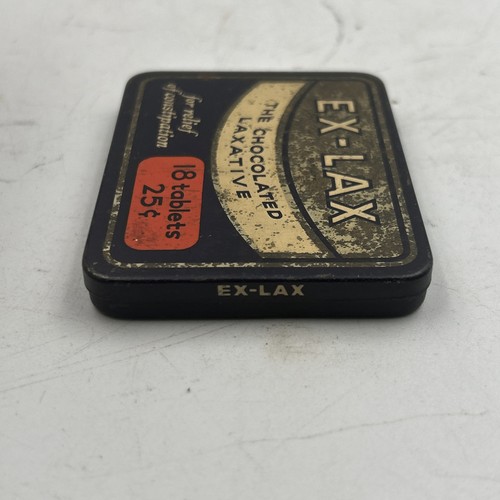 EX-LAX
THE CHOCOLATED
LAXATIVE
for relief
of constipation
18 tablets
25¢
EX-LAX